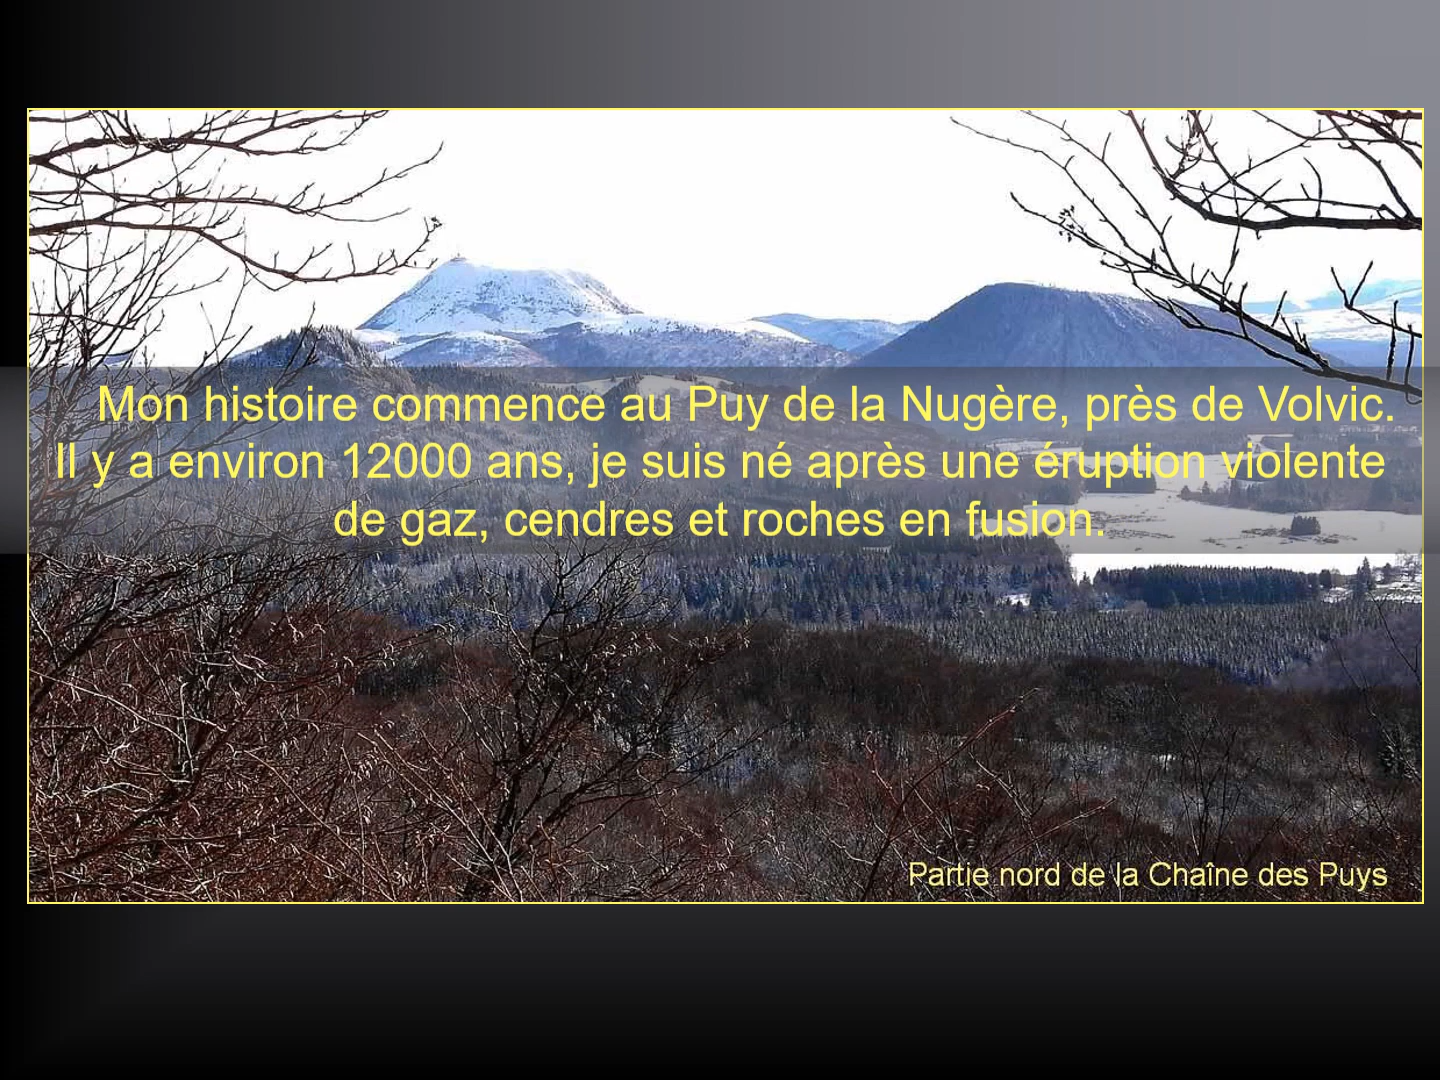 Mon histoire commence au Puy de la Nugère, près de Volvic.
Il y a environ 12000 ans, je suis né après une éruption violente
de gaz, cendres et roches en fusion.
Partie nord de la Chaîne des Puys